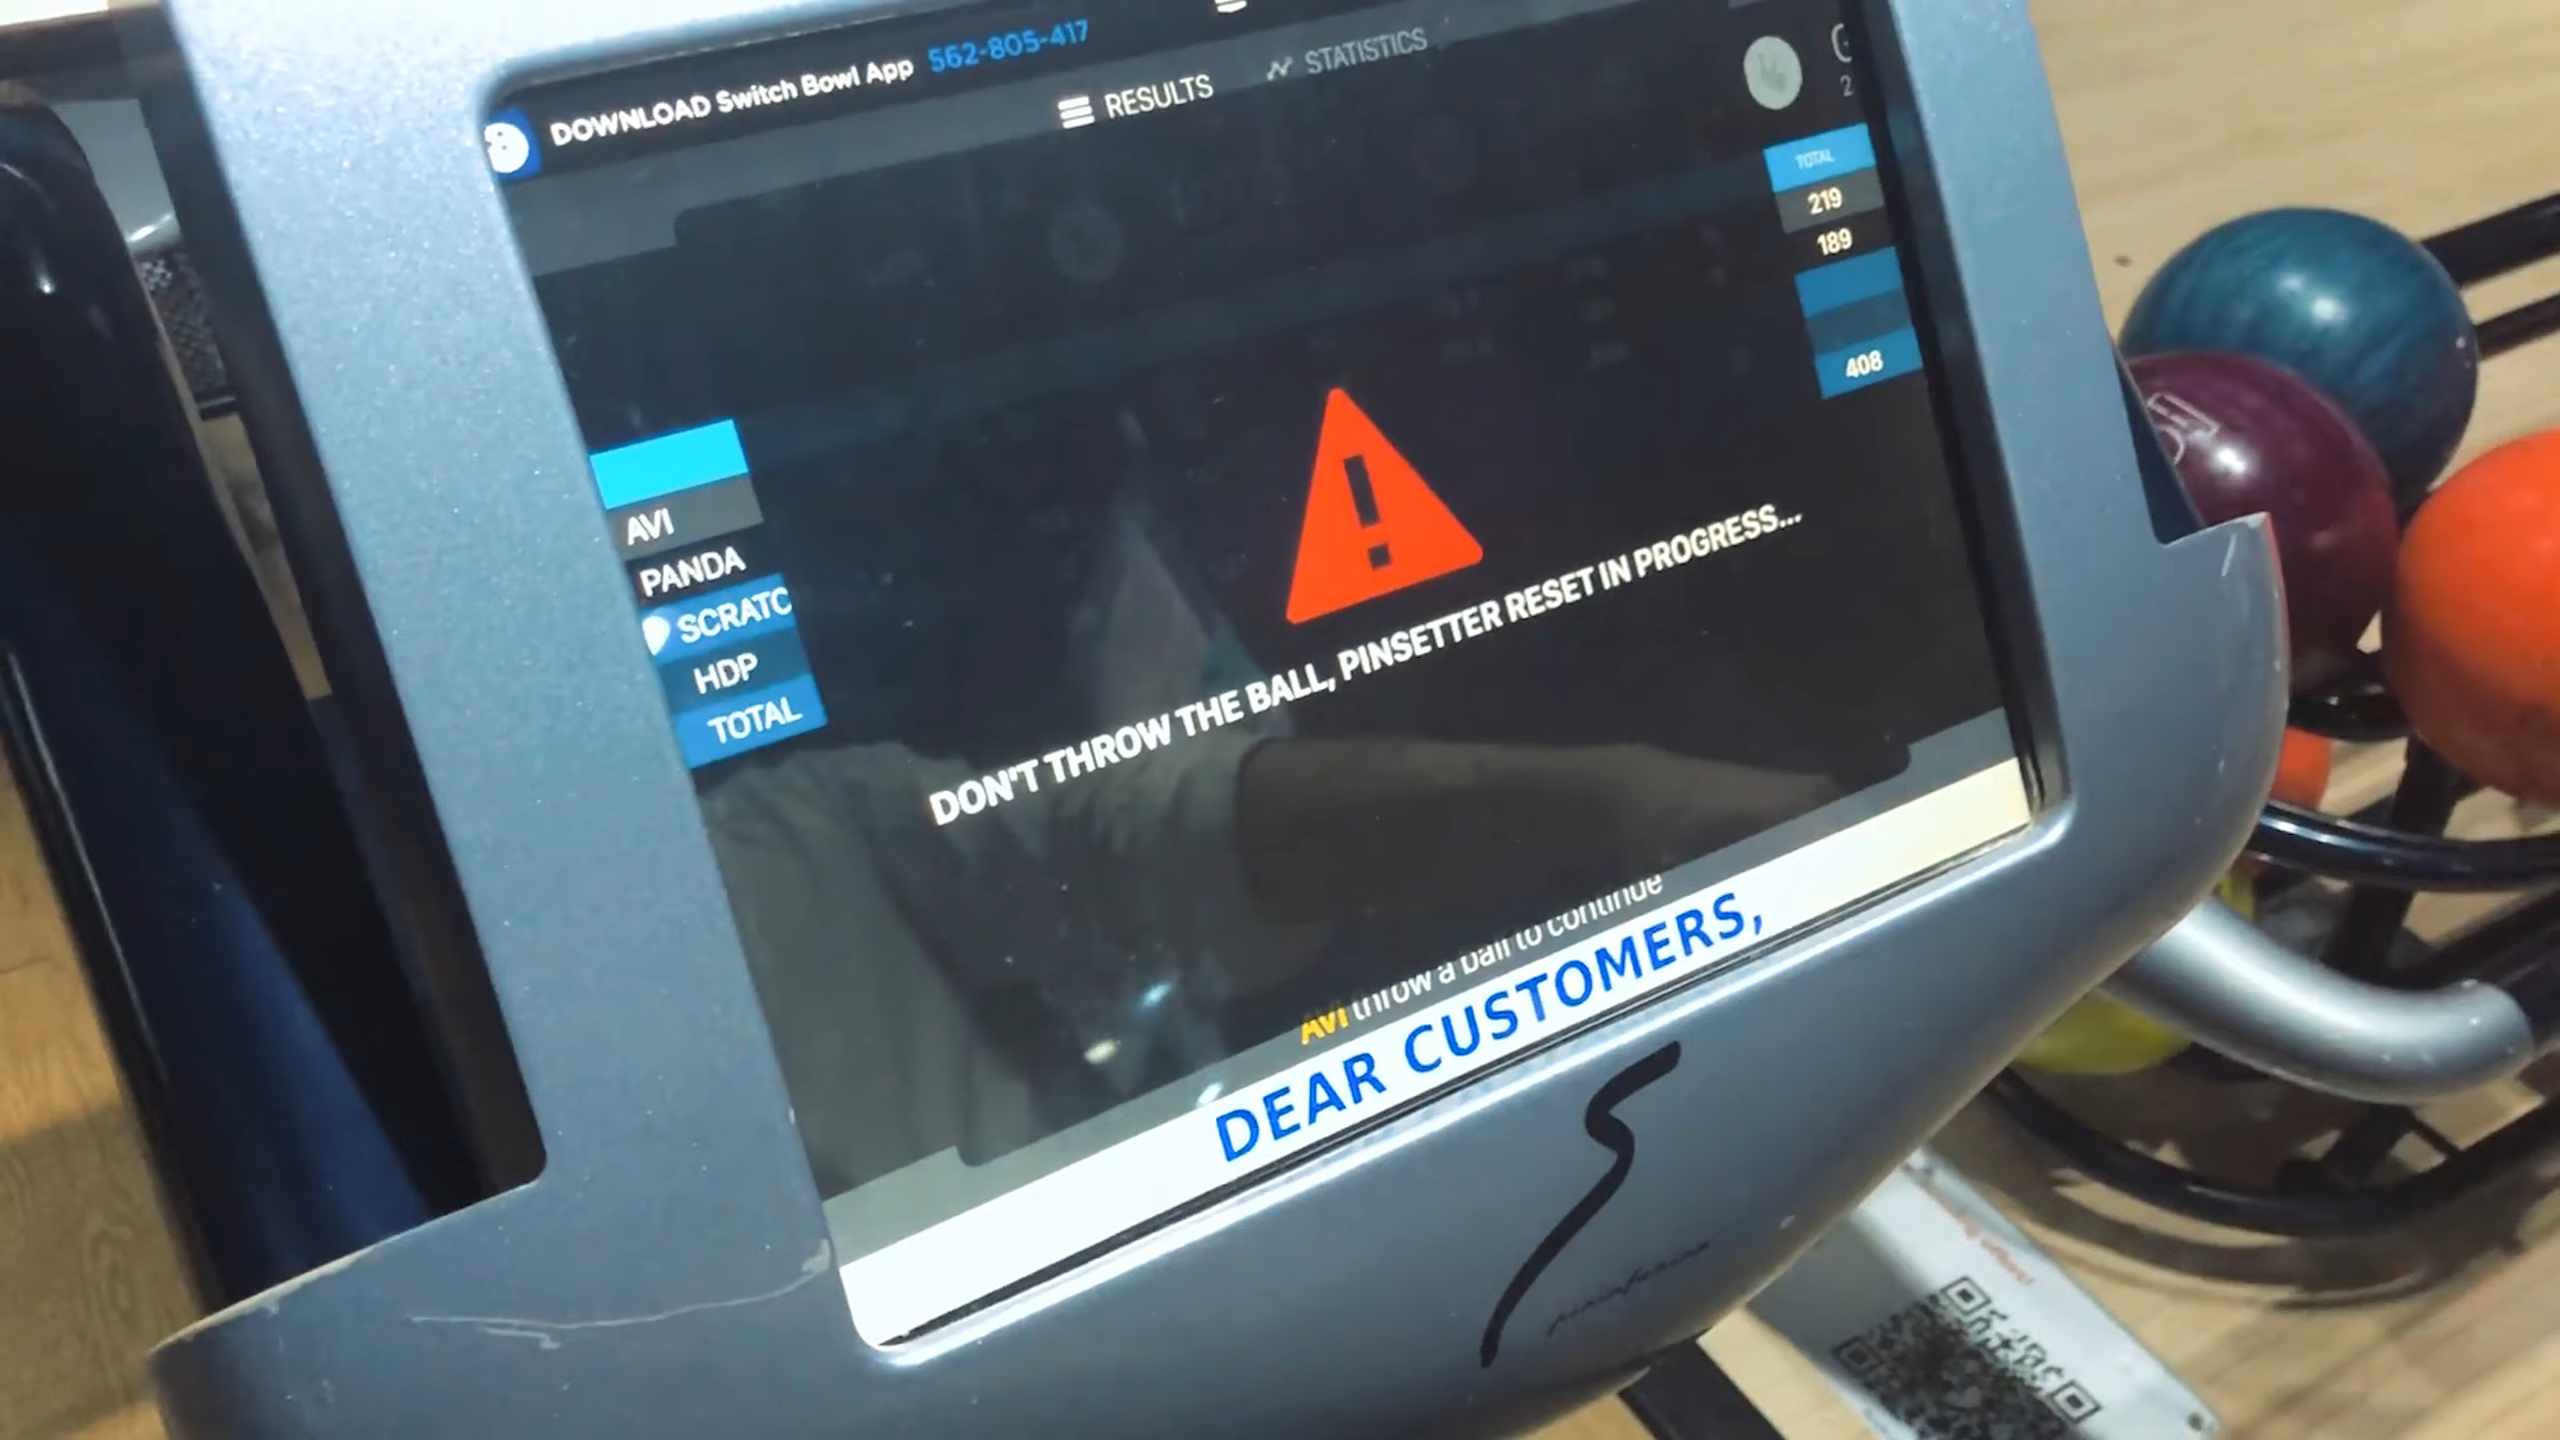 DOWNLOAD Switch Bowl App 562-805-417
RESULTS
STATISTICS
TOTAL
219
189
408
AVI
PANDA
SCRATC
HDP
TOTAL
DON'T THROW THE BALL, PINSETTER RESET IN PROGRESS...
AVI throw a ball to continue
DEAR CUSTOMERS,
pininfarina